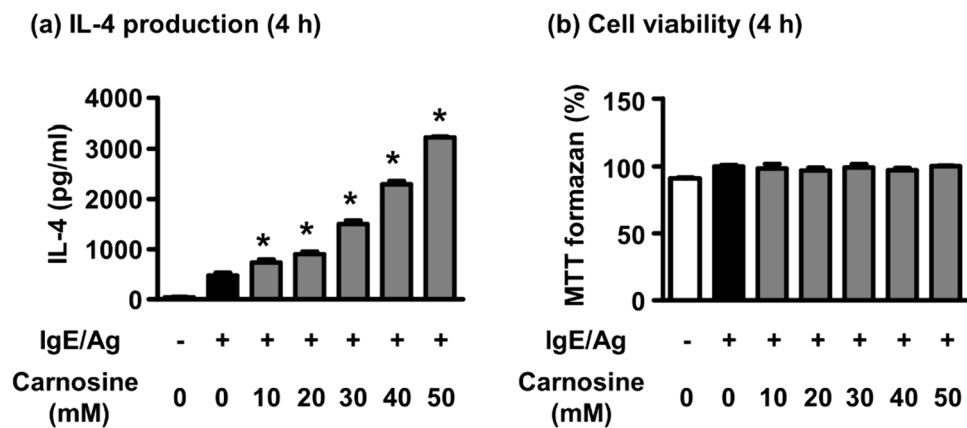 (a) IL-4 production (4 h)
IL-4 (pg/ml)
4000
3000
2000
1000
0
* * * * *
IgE/Ag - + + + + + +
Carnosine (mM) 0 0 10 20 30 40 50
(b) Cell viability (4 h)
MTT formazan (%)
150
100
50
0
IgE/Ag - + + + + + +
Carnosine (mM) 0 0 10 20 30 40 50